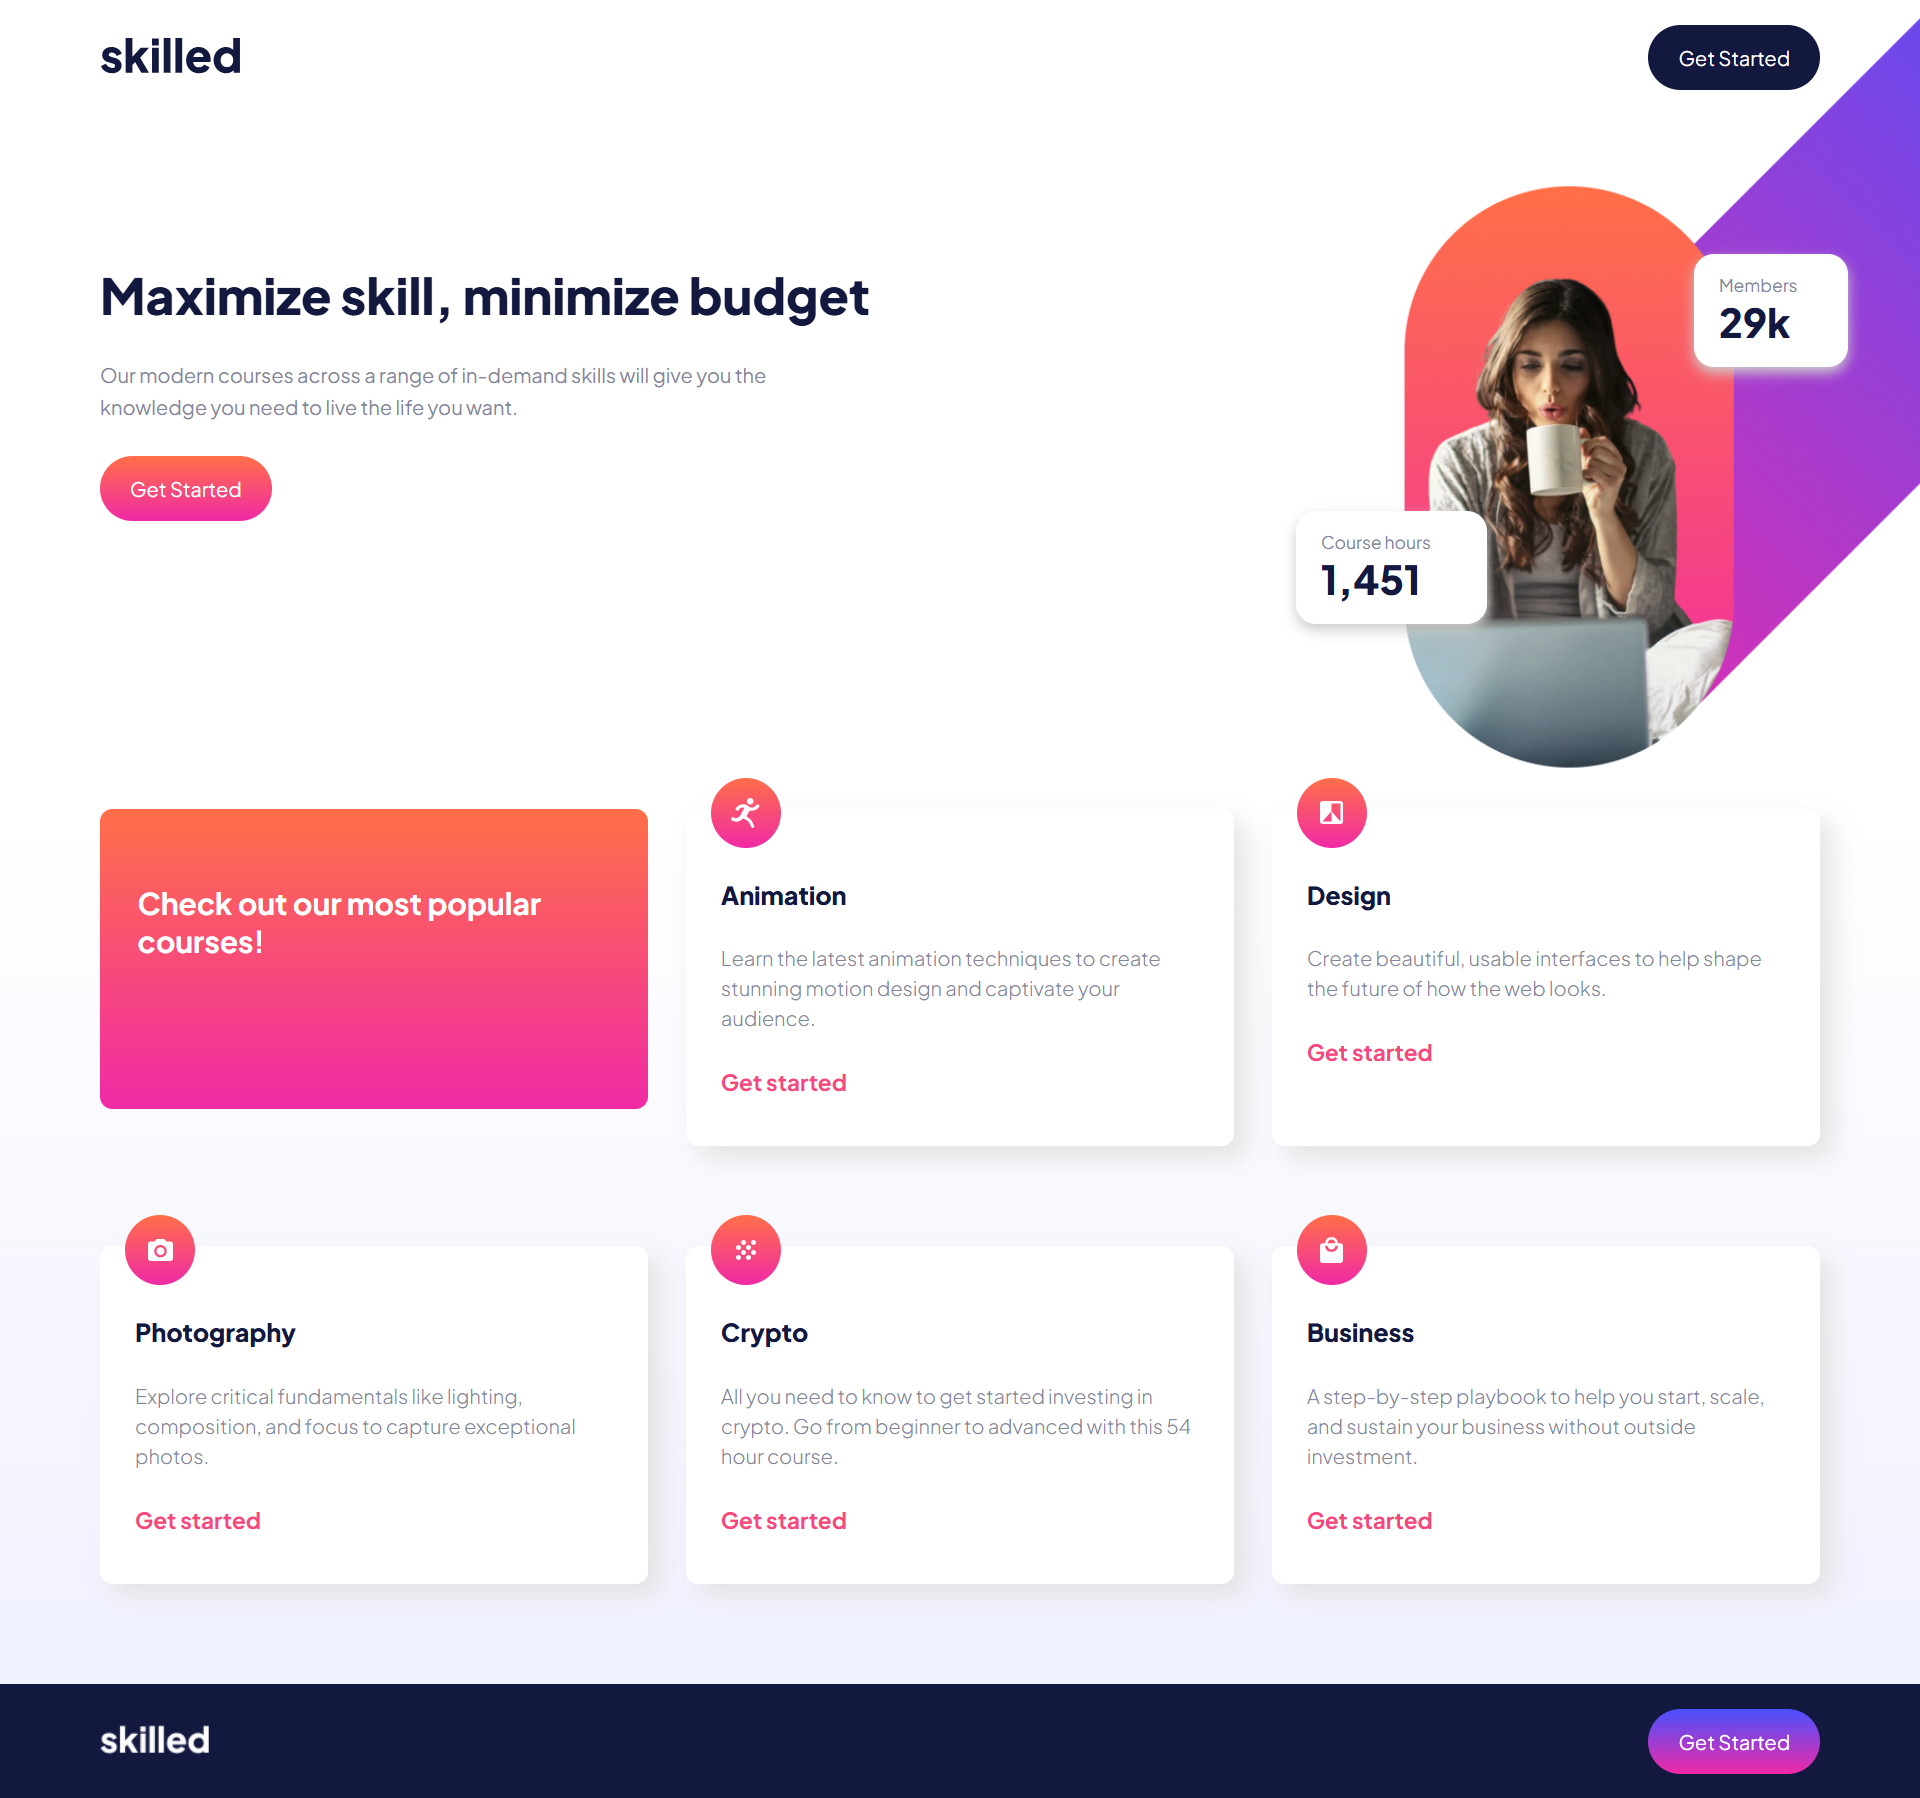 skilled
Get Started
Maximize skill, minimize budget
Our modern courses across a range of in-demand skills will give you the
knowledge you need to live the life you want.
Get Started
Members
29k
Course hours
1,451
Check out our most popular
courses!
Animation
Learn the latest animation techniques to create
stunning motion design and captivate your
audience.
Get started
Design
Create beautiful, usable interfaces to help shape
the future of how the web looks.
Get started
Photography
Explore critical fundamentals like lighting,
composition, and focus to capture exceptional
photos.
Get started
Crypto
All you need to know to get started investing in
crypto. Go from beginner to advanced with this 54
hour course.
Get started
Business
A step-by-step playbook to help you start, scale,
and sustain your business without outside
investment.
Get started
skilled
Get Started